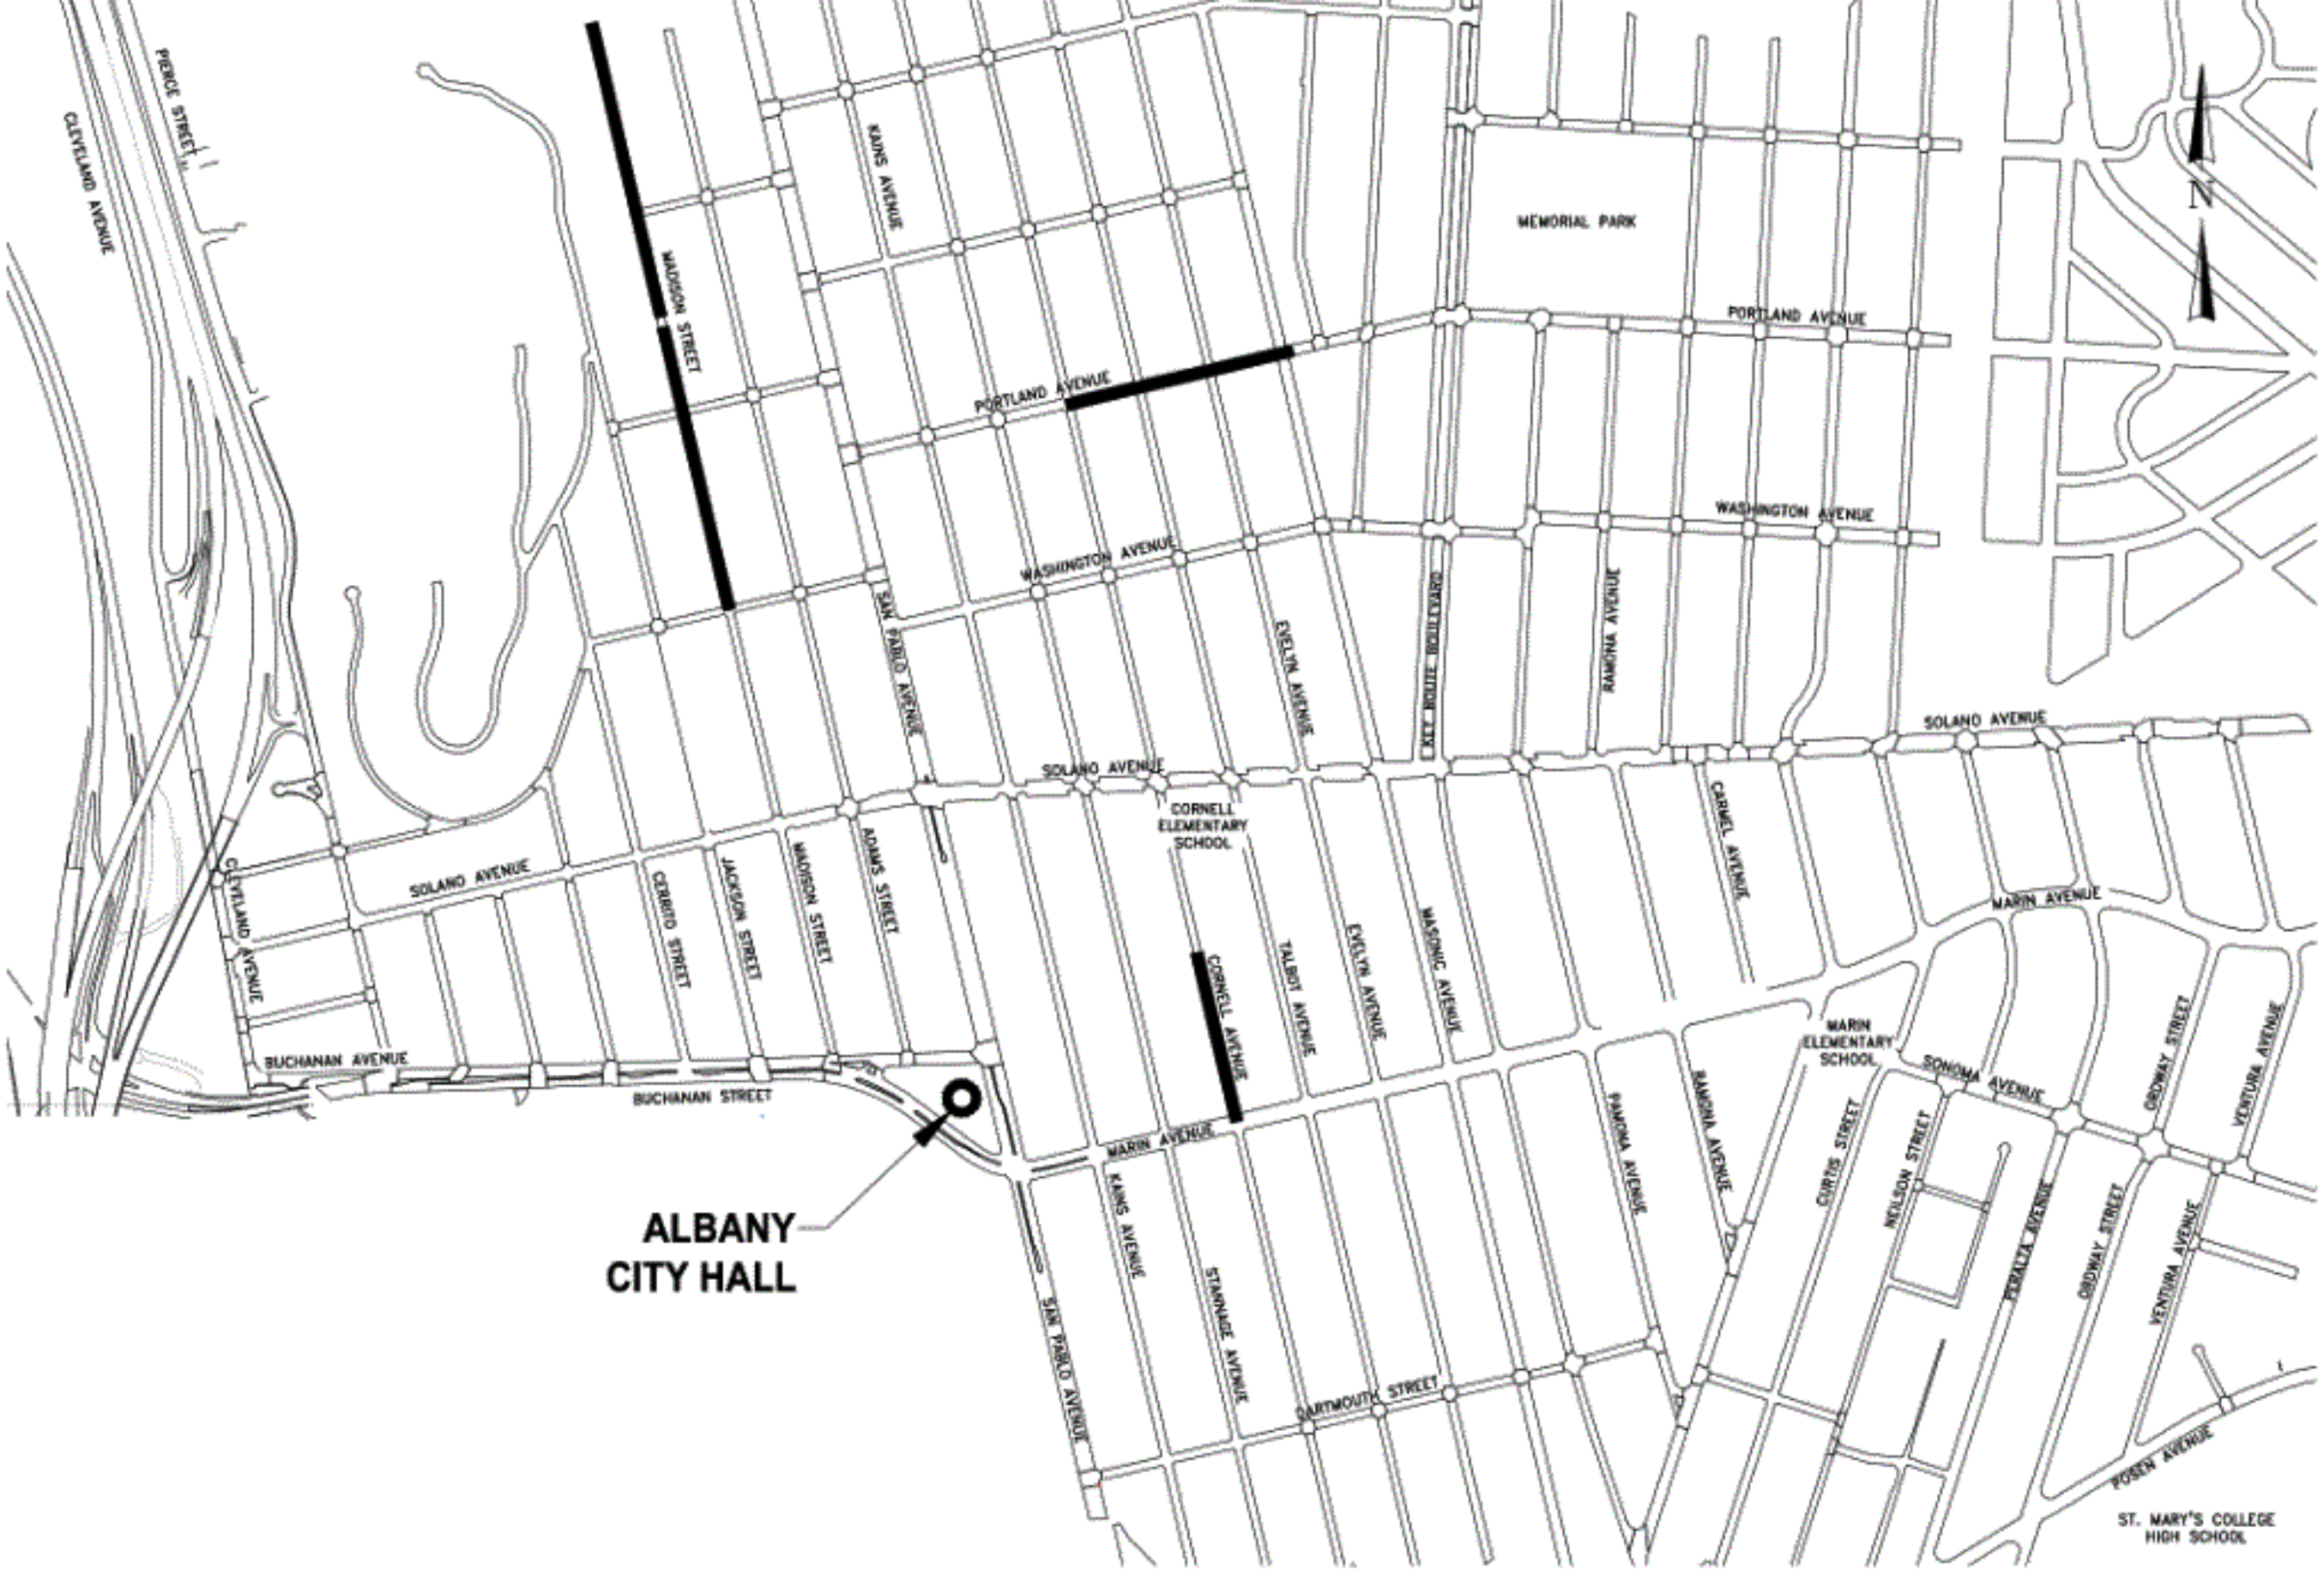 PIERCE STREET
CLEVELAND AVENUE
KAINS AVENUE
N
MEMORIAL PARK
MADISON STREET
PORTLAND AVENUE
PORTLAND AVENUE
WASHINGTON AVENUE
WASHINGTON AVENUE
SAN PABLO AVENUE
EVELYN AVENUE
KEY ROUTE BOULEVARD
RAMONA AVENUE
SOLANO AVENUE
SOLANO AVENUE
CORNELL
ELEMENTARY
SCHOOL
CARMEL AVENUE
SOLANO AVENUE
CLEVELAND AVENUE
CERRITO STREET
JACKSON STREET
MADISON STREET
ADAMS STREET
MARIN AVENUE
CORNELL AVENUE
TALBOT AVENUE
EVELYN AVENUE
MASONIC AVENUE
MARIN
ELEMENTARY
SCHOOL
ORDWAY STREET
VENTURA AVENUE
BUCHANAN AVENUE
BUCHANAN STREET
SONOMA AVENUE
MARIN AVENUE
KAINS AVENUE
STANNAGE AVENUE
PAMONA AVENUE
RAMONA AVENUE
CURTIS STREET
NEILSON STREET
PERALTA AVENUE
ORDWAY STREET
VENTURA AVENUE
ALBANY
CITY HALL
SAN PABLO AVENUE
DARTMOUTH STREET
POSEN AVENUE
ST. MARY'S COLLEGE
HIGH SCHOOL